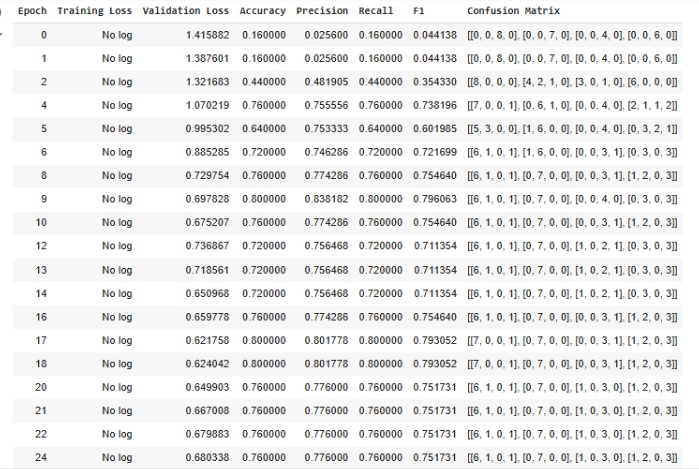 Epoch Training Loss Validation Loss Accuracy Precision Recall F1 Confusion Matrix
0 No log 1.415882 0.160000 0.025600 0.160000 0.044138 [[0, 0, 8, 0], [0, 0, 7, 0], [0, 0, 4, 0], [0, 0, 6, 0]]
1 No log 1.387601 0.160000 0.025600 0.160000 0.044138 [[0, 0, 8, 0], [0, 0, 7, 0], [0, 0, 4, 0], [0, 0, 6, 0]]
2 No log 1.321683 0.440000 0.481905 0.440000 0.354330 [[8, 0, 0, 0], [4, 2, 1, 0], [3, 0, 1, 0], [6, 0, 0, 0]]
4 No log 1.070219 0.760000 0.755556 0.760000 0.738196 [[7, 0, 0, 1], [0, 6, 1, 0], [0, 0, 4, 0], [2, 1, 1, 2]]
5 No log 0.995302 0.640000 0.753333 0.640000 0.601985 [[5, 3, 0, 0], [1, 6, 0, 0], [0, 0, 4, 0], [0, 3, 2, 1]]
6 No log 0.885285 0.720000 0.746286 0.720000 0.721699 [[6, 1, 0, 1], [1, 6, 0, 0], [0, 0, 3, 1], [0, 3, 0, 3]]
8 No log 0.729754 0.760000 0.774286 0.760000 0.754640 [[6, 1, 0, 1], [0, 7, 0, 0], [0, 0, 3, 1], [1, 2, 0, 3]]
9 No log 0.697828 0.800000 0.838182 0.800000 0.796063 [[6, 1, 0, 1], [0, 7, 0, 0], [0, 0, 4, 0], [0, 3, 0, 3]]
10 No log 0.675207 0.760000 0.774286 0.760000 0.754640 [[6, 1, 0, 1], [0, 7, 0, 0], [0, 0, 3, 1], [1, 2, 0, 3]]
12 No log 0.736867 0.720000 0.756468 0.720000 0.711354 [[6, 1, 0, 1], [0, 7, 0, 0], [1, 0, 2, 1], [0, 3, 0, 3]]
13 No log 0.718561 0.720000 0.756468 0.720000 0.711354 [[6, 1, 0, 1], [0, 7, 0, 0], [1, 0, 2, 1], [0, 3, 0, 3]]
14 No log 0.650968 0.720000 0.756468 0.720000 0.711354 [[6, 1, 0, 1], [0, 7, 0, 0], [1, 0, 2, 1], [0, 3, 0, 3]]
16 No log 0.659778 0.760000 0.774286 0.760000 0.754640 [[6, 1, 0, 1], [0, 7, 0, 0], [0, 0, 3, 1], [1, 2, 0, 3]]
17 No log 0.621758 0.800000 0.801778 0.800000 0.793052 [[7, 0, 0, 1], [0, 7, 0, 0], [0, 0, 3, 1], [1, 2, 0, 3]]
18 No log 0.624042 0.800000 0.801778 0.800000 0.793052 [[7, 0, 0, 1], [0, 7, 0, 0], [0, 0, 3, 1], [1, 2, 0, 3]]
20 No log 0.649903 0.760000 0.776000 0.760000 0.751731 [[6, 1, 0, 1], [0, 7, 0, 0], [1, 0, 3, 0], [1, 2, 0, 3]]
21 No log 0.667008 0.760000 0.776000 0.760000 0.751731 [[6, 1, 0, 1], [0, 7, 0, 0], [1, 0, 3, 0], [1, 2, 0, 3]]
22 No log 0.679883 0.760000 0.776000 0.760000 0.751731 [[6, 1, 0, 1], [0, 7, 0, 0], [1, 0, 3, 0], [1, 2, 0, 3]]
24 No log 0.680338 0.760000 0.776000 0.760000 0.751731 [[6, 1, 0, 1], [0, 7, 0, 0], [1, 0, 3, 0], [1, 2, 0, 3]]